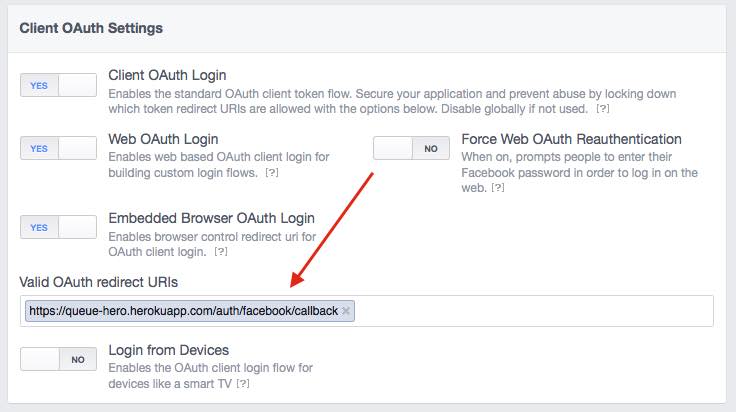 Client OAuth Settings
YES
Client OAuth Login
Enables the standard OAuth client token flow. Secure your application and prevent abuse by locking down
which token redirect URIs are allowed with the options below. Disable globally if not used. [?]
YES
Web OAuth Login
Enables web based OAuth client login for
building custom login flows. [?]
NO
Force Web OAuth Reauthentication
When on, prompts people to enter their
Facebook password in order to log in on the
web. [?]
YES
Embedded Browser OAuth Login
Enables browser control redirect uri for
OAuth client login. [?]
Valid OAuth redirect URIs
https://queue-hero.herokuapp.com/auth/facebook/callback ×
NO
Login from Devices
Enables the OAuth client login flow for
devices like a smart TV [?]